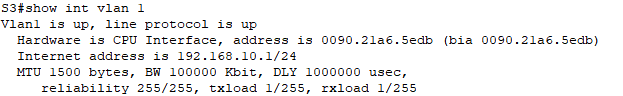 S3#show int vlan 1
Vlan1 is up, line protocol is up
Hardware is CPU Interface, address is 0090.21a6.5edb (bia 0090.21a6.5edb)
Internet address is 192.168.10.1/24
MTU 1500 bytes, BW 100000 Kbit, DLY 1000000 usec,
reliability 255/255, txload 1/255, rxload 1/255